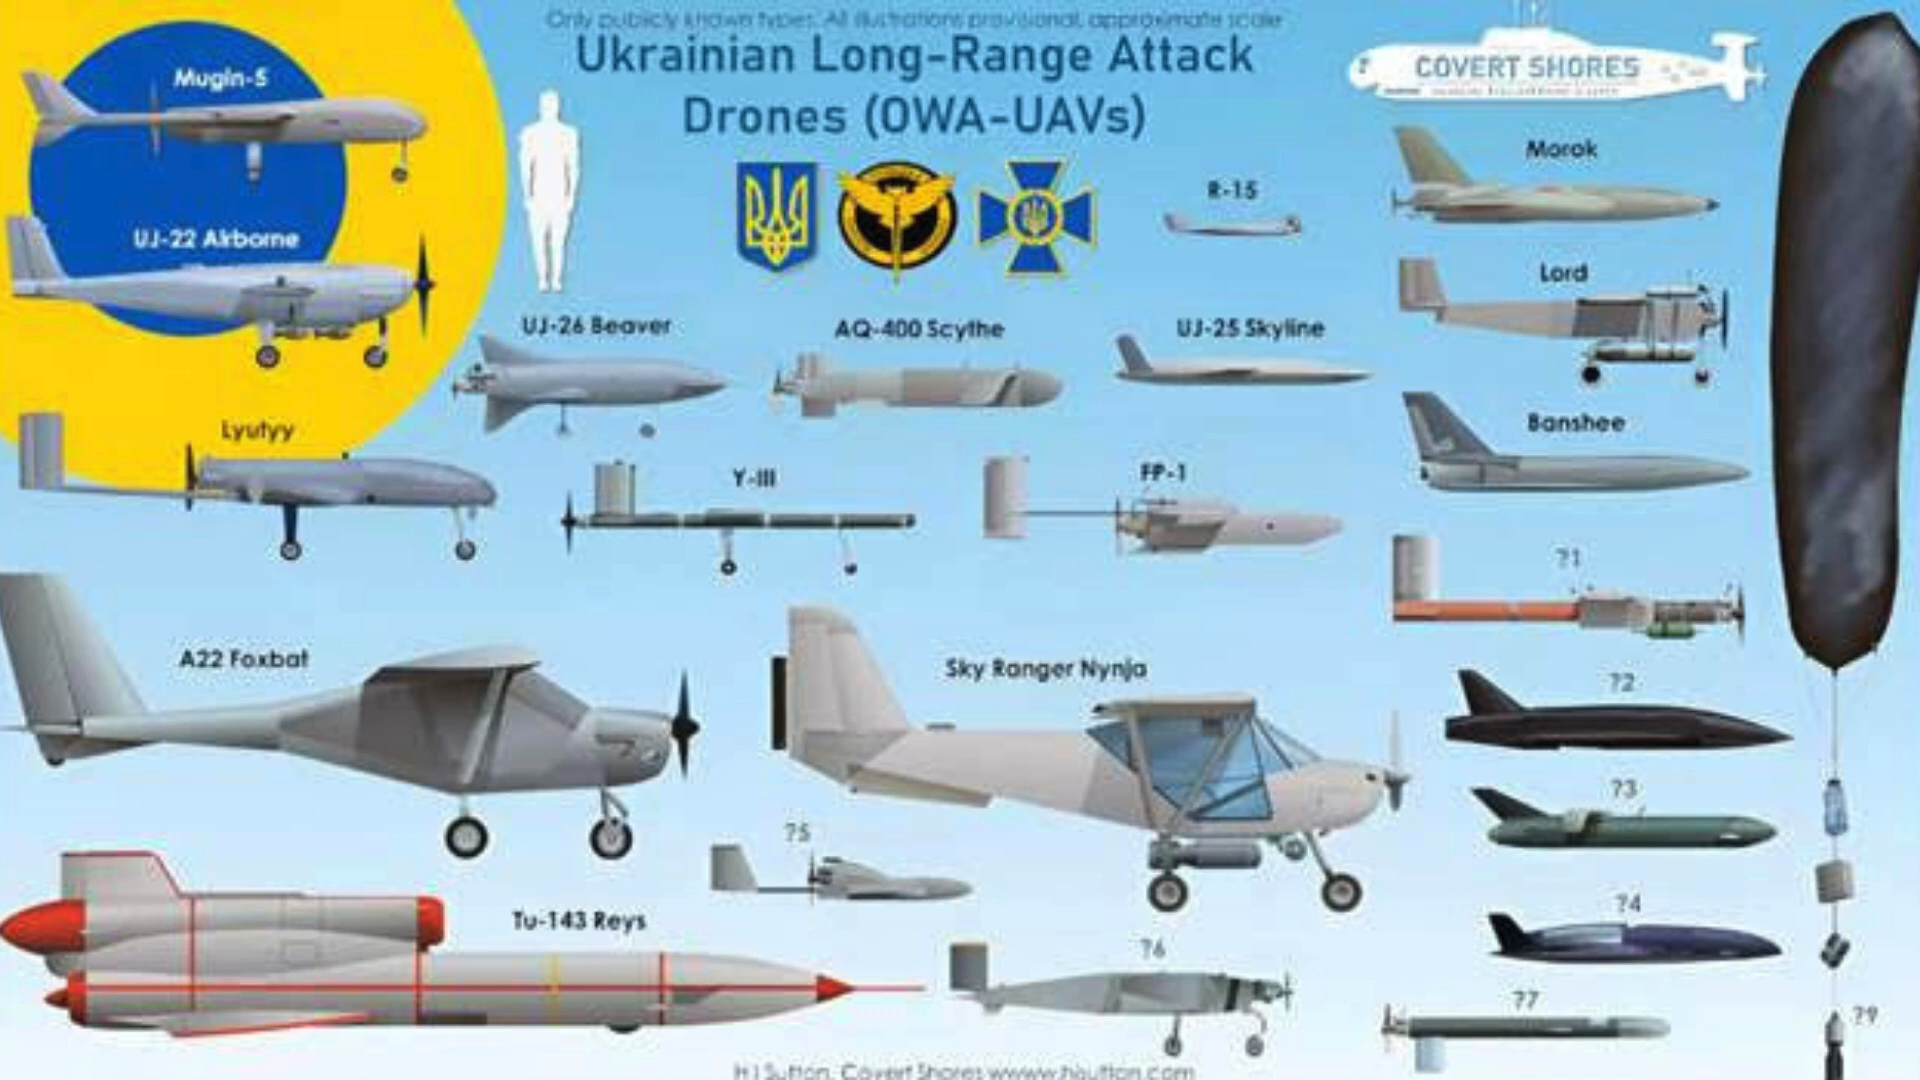 Only publicly known types. All illustrations provisional, approximate scale
Ukrainian Long-Range Attack
Drones (OWA-UAVs)
COVERT SHORES
Mugin-5
UJ-22 Airborne
R-15
Morok
Lord
UJ-26 Beaver
AQ-400 Scythe
UJ-25 Skyline
Lyutyy
Y-III
FP-1
Banshee
?1
A22 Foxbat
Sky Ranger Nynja
?2
?3
?5
Tu-143 Reys
?4
?6
?7
?9
H I Sutton, Covert Shores wwww.hisutton.com